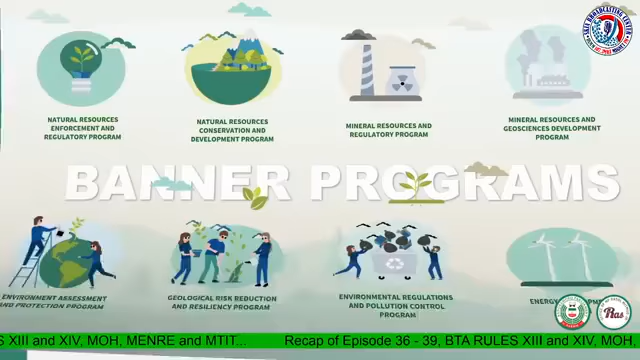 NATURAL RESOURCES
ENFORCEMENT AND
REGULATORY PROGRAM
NATURAL RESOURCES
CONSERVATION AND
DEVELOPMENT PROGRAM
MINERAL RESOURCES AND
REGULATORY PROGRAM
MINERAL RESOURCES AND
GEOSCIENCES DEVELOPMENT
PROGRAM
BANNER PROGRAMS
ENVIRONMENT ASSESSMENT
AND PROTECTION PROGRAM
GEOLOGICAL RISK REDUCTION
AND RESILIENCY PROGRAM
ENVIRONMENTAL REGULATIONS
AND POLLUTION CONTROL
PROGRAM
ENERGY
S XIII and XIV, MOH, MENRE and MTIT... Recap of Episode 36 - 39, BTA RULES XIII and XIV, MOH,